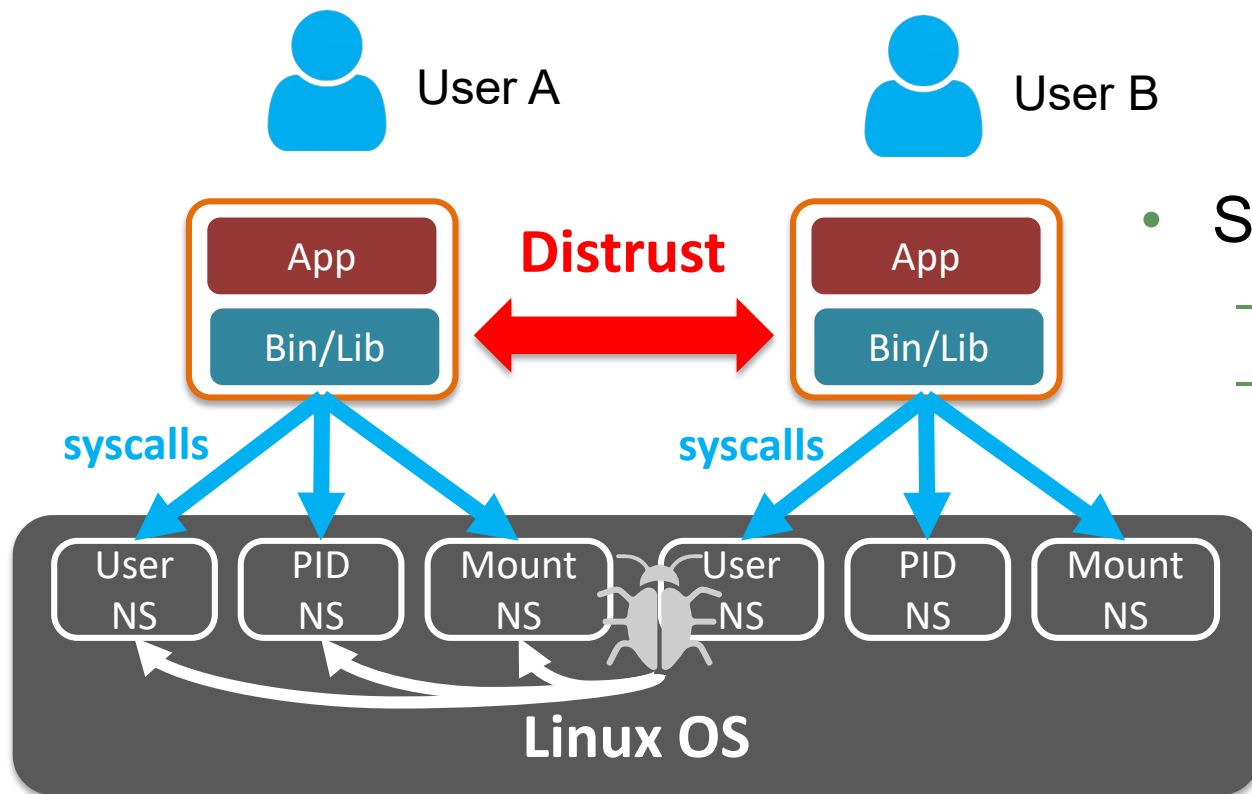 User A
User B
• S
App
Distrust
App
–
Bin/Lib
Bin/Lib
–
syscalls
syscalls
User
NS
PID
NS
Mount
NS
User
NS
PID
NS
Mount
NS
Linux OS